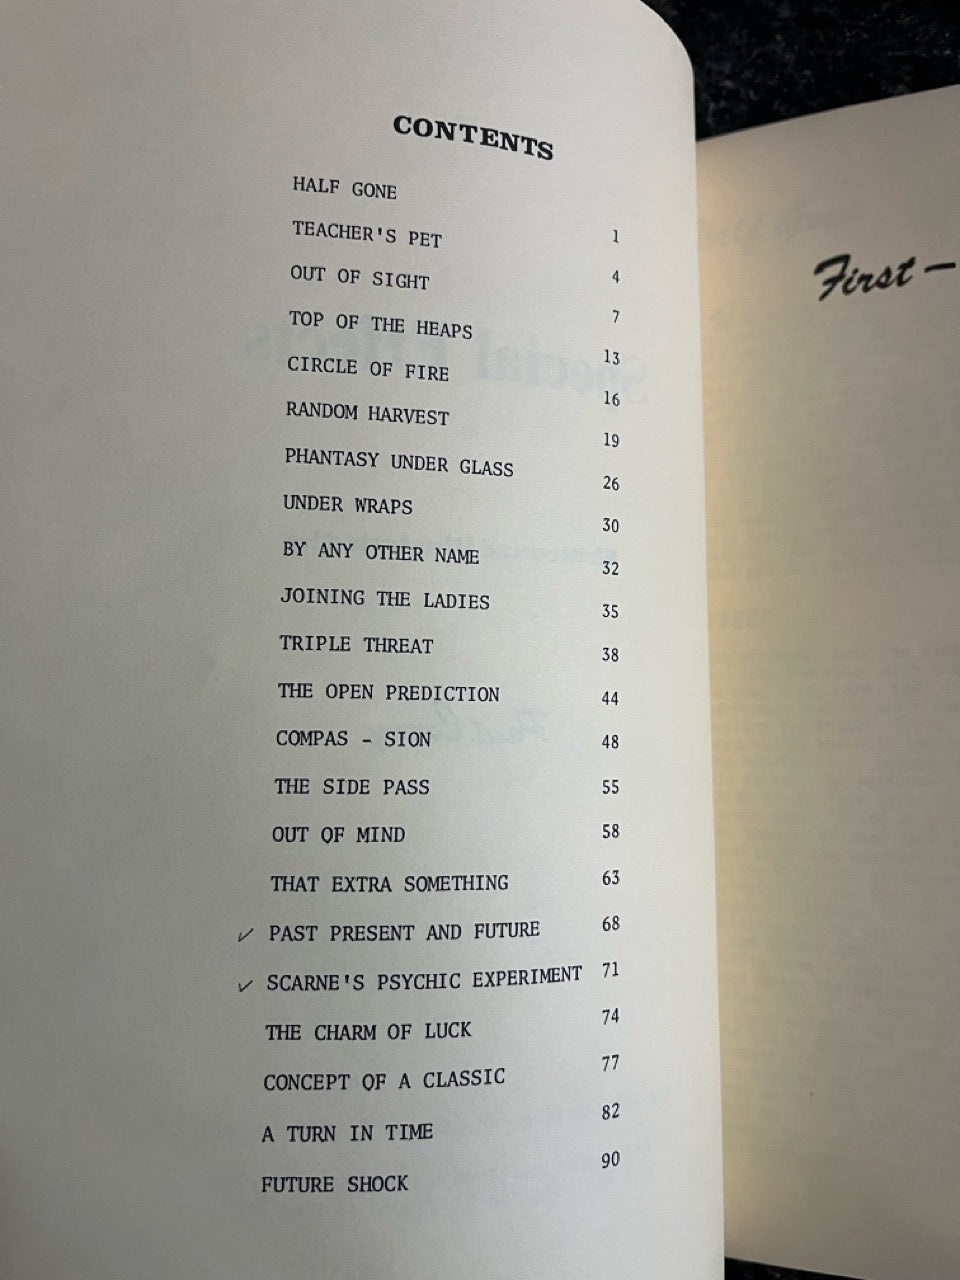 CONTENTS
HALF GONE 1
TEACHER'S PET 4
OUT OF SIGHT 7
TOP OF THE HEAPS 13
CIRCLE OF FIRE 16
RANDOM HARVEST 19
PHANTASY UNDER GLASS 26
UNDER WRAPS 30
BY ANY OTHER NAME 32
JOINING THE LADIES 35
TRIPLE THREAT 38
THE OPEN PREDICTION 44
COMPAS - SION 48
THE SIDE PASS 55
OUT OF MIND 58
THAT EXTRA SOMETHING 63
✓ PAST PRESENT AND FUTURE 68
✓ SCARNE'S PSYCHIC EXPERIMENT 71
THE CHARM OF LUCK 74
CONCEPT OF A CLASSIC 77
A TURN IN TIME 82
FUTURE SHOCK 90
First —